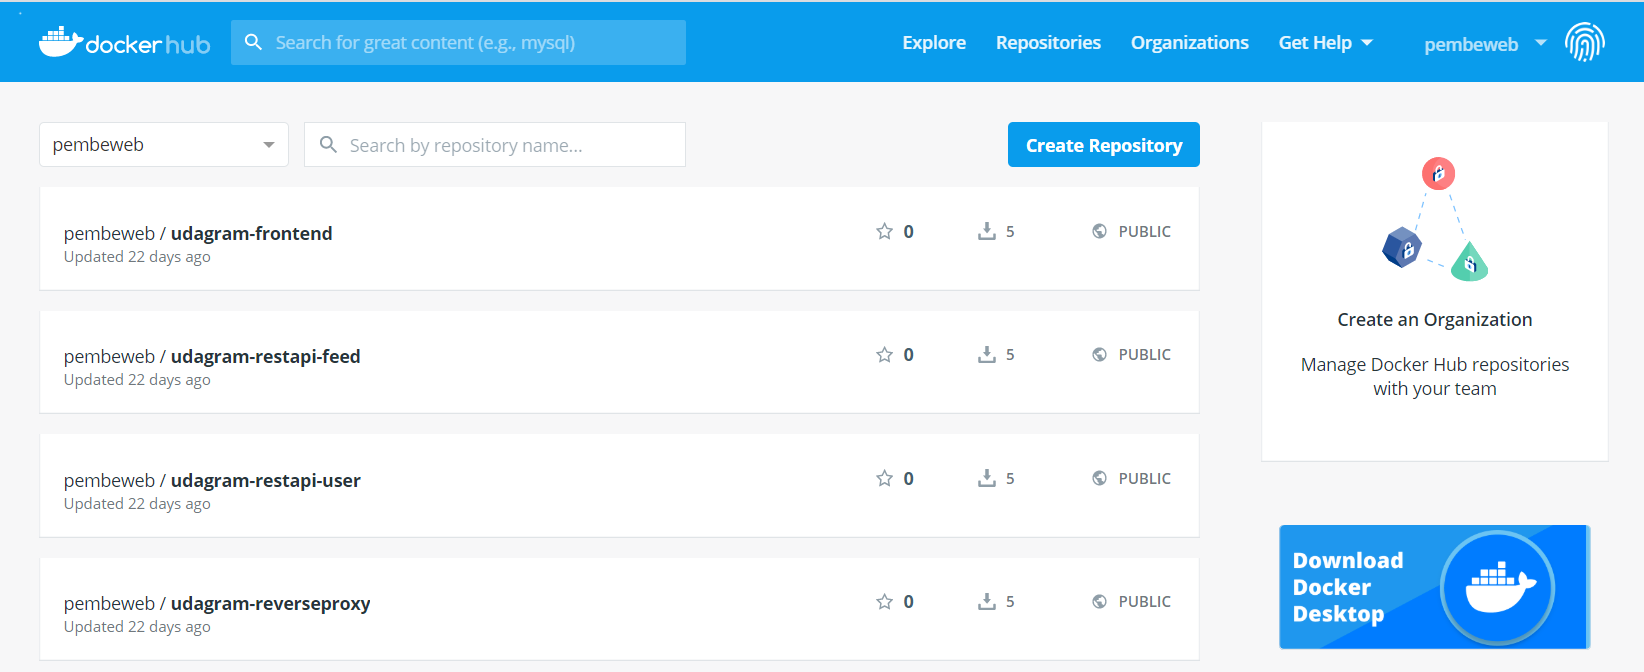 docker hub
Search for great content (e.g., mysql)
Explore
Repositories
Organizations
Get Help
pembeweb
pembeweb
Search by repository name...
Create Repository
pembeweb / udagram-frontend
Updated 22 days ago
0
5
PUBLIC
pembeweb / udagram-restapi-feed
Updated 22 days ago
0
5
PUBLIC
pembeweb / udagram-restapi-user
Updated 22 days ago
0
5
PUBLIC
pembeweb / udagram-reverseproxy
Updated 22 days ago
0
5
PUBLIC
Create an Organization
Manage Docker Hub repositories
with your team
Download
Docker
Desktop